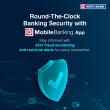 HDFC BANK
Round-The-Clock
Banking Security with
MobileBanking App
Stay informed with
24x7 fraud monitoring
and real-time alerts for every transaction